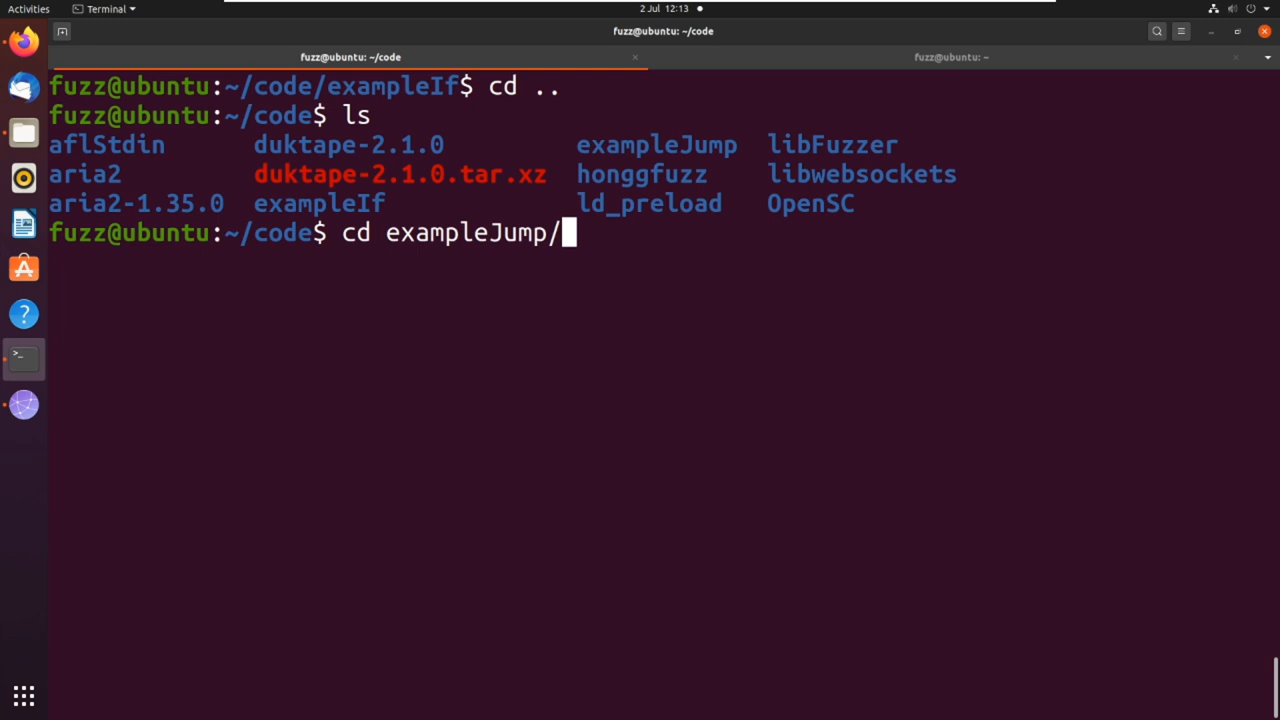 Activities Terminal 2 Jul 12:13
fuzz@ubuntu: ~/code
fuzz@ubuntu: ~/code fuzz@ubuntu: ~
fuzz@ubuntu:~/code/exampleIf$ cd ..
fuzz@ubuntu:~/code$ ls
aflStdin duktape-2.1.0 exampleJump libFuzzer
aria2 duktape-2.1.0.tar.xz honggfuzz libwebsockets
aria2-1.35.0 exampleIf ld_preload OpenSC
fuzz@ubuntu:~/code$ cd exampleJump/